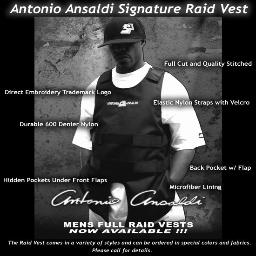 Antonio Ansaldi Signature Raid Vest
Full Cut and Quality Stitched
Direct Embroidery Trademark Logo
Elastic Nylon Straps with Velcro
Durable 600 Denier Nylon
Back Pocket w/ Flap
Hidden Pockets Under Front Flaps
Microfiber Lining
Antonio Ansaldi
MENS FULL RAID VESTS
NOW AVAILABLE !!!
The Raid Vest comes in a variety of styles and can be ordered in special colors and fabrics.
Please call for details.